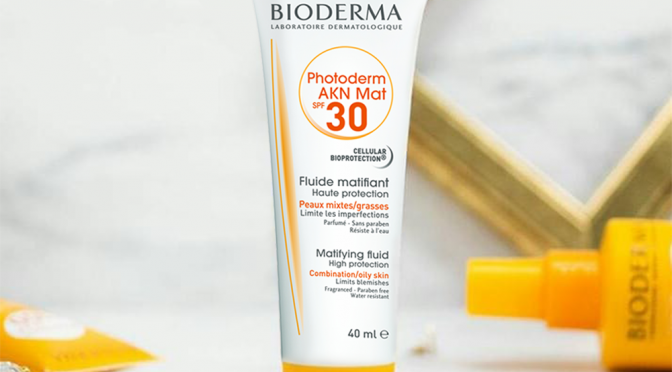 BIODERMA
LABORATOIRE DERMATOLOGIQUE
Photoderm
AKN Mat
SPF 30
CELLULAR
BIOPROTECTION®
Fluide matifiant
Haute protection
Peaux mixtes/grasses
Limite les imperfections
Parfumé - Sans paraben
Résiste à l'eau
Matifying fluid
High protection
Combination/oily skin
Limits blemishes
Fragranced - Paraben free
Water resistant
40 ml e
BIODERMA